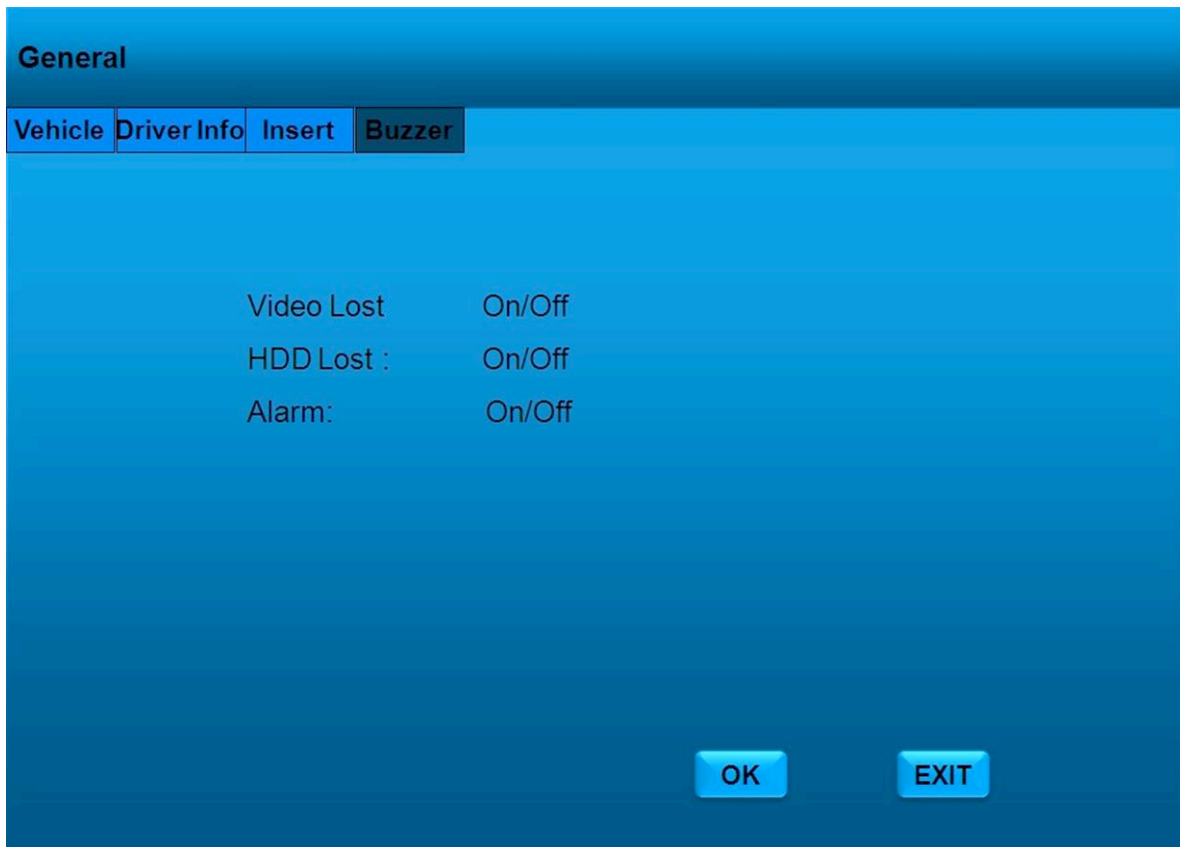 General
Vehicle Driver Info Insert Buzzer
Video Lost On/Off
HDD Lost : On/Off
Alarm: On/Off
OK EXIT